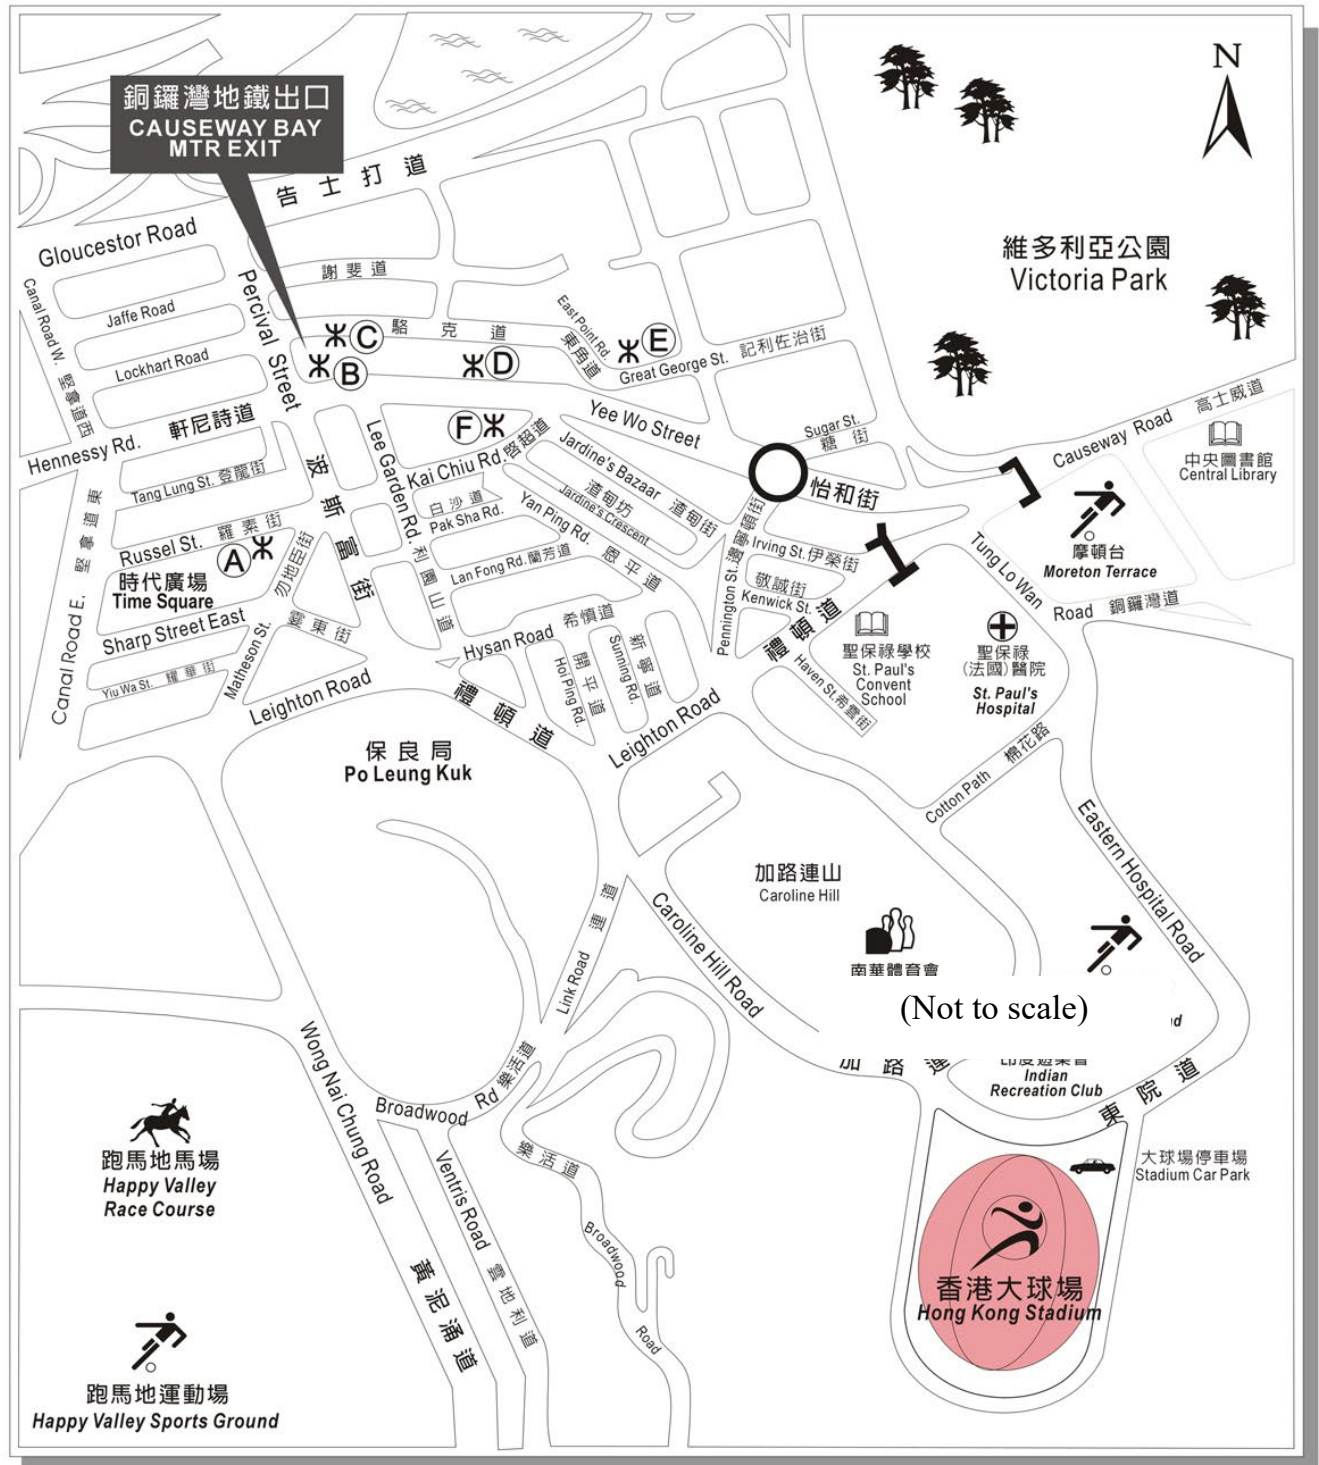 N
銅鑼灣地鐵出口
CAUSEWAY BAY
MTR EXIT
告士打道
Gloucestor Road
維多利亞公園
Victoria Park
謝斐道
Canal Road W. 堅拿道西
Jaffe Road
Percival Street
駱克道
C
B
D
E
East Point Rd.
東角道
Great George St. 記利佐治街
Lockhart Road
Hennessy Rd. 軒尼詩道
F
Yee Wo Street
Sugar St.
糖街
Causeway Road 高士威道
中央圖書館
Central Library
Lee Garden Rd. 利園山道
Kai Chiu Rd 啓超道
Jardine's Bazaar 渣甸街
渣甸坊
Jardine's Crescent
怡和街
Tang Lung St. 登龍街
波斯富街
白沙道
Pak Sha Rd.
Yan Ping Rd. 恩平道
Russel St. 羅素街
A
時代廣場
Time Square
勿地臣街
Matheson St.
堅拿道東
Canal Road E.
Lan Fong Rd. 蘭芳道
Pennington St. 邊寧頓街
Irving St. 伊榮街
敬誠街
Kenwick St.
摩頓台
Moreton Terrace
Tung Lo Wan
Road 銅鑼灣道
Sharp Street East
霎東街
Hysan Road 希慎道
Sunning Rd.
新寧道
Hoi Ping Rd.
開平道
禮頓道
Haven St. 希雲街
聖保祿學校
St. Paul's
Convent
School
聖保祿
(法國)醫院
St. Paul's
Hospital
Yiu Wa St. 耀華街
Leighton Road
禮頓道
Leighton Road
保良局
Po Leung Kuk
Cotton Path 棉花路
Eastern Hospital Road
加路連山
Caroline Hill
Caroline Hill Road
南華體育會
Link Road 連道
(Not to scale)
加路連
印度遊樂會
Indian
Recreation Club
東院道
Wong Nai Chung Road
Broadwood Rd 樂活道
跑馬地馬場
Happy Valley
Race Course
Ventris Road
雲地利道
樂活道
Broadwood
Road
大球場停車場
Stadium Car Park
香港大球場
Hong Kong Stadium
黃泥涌道
跑馬地運動場
Happy Valley Sports Ground